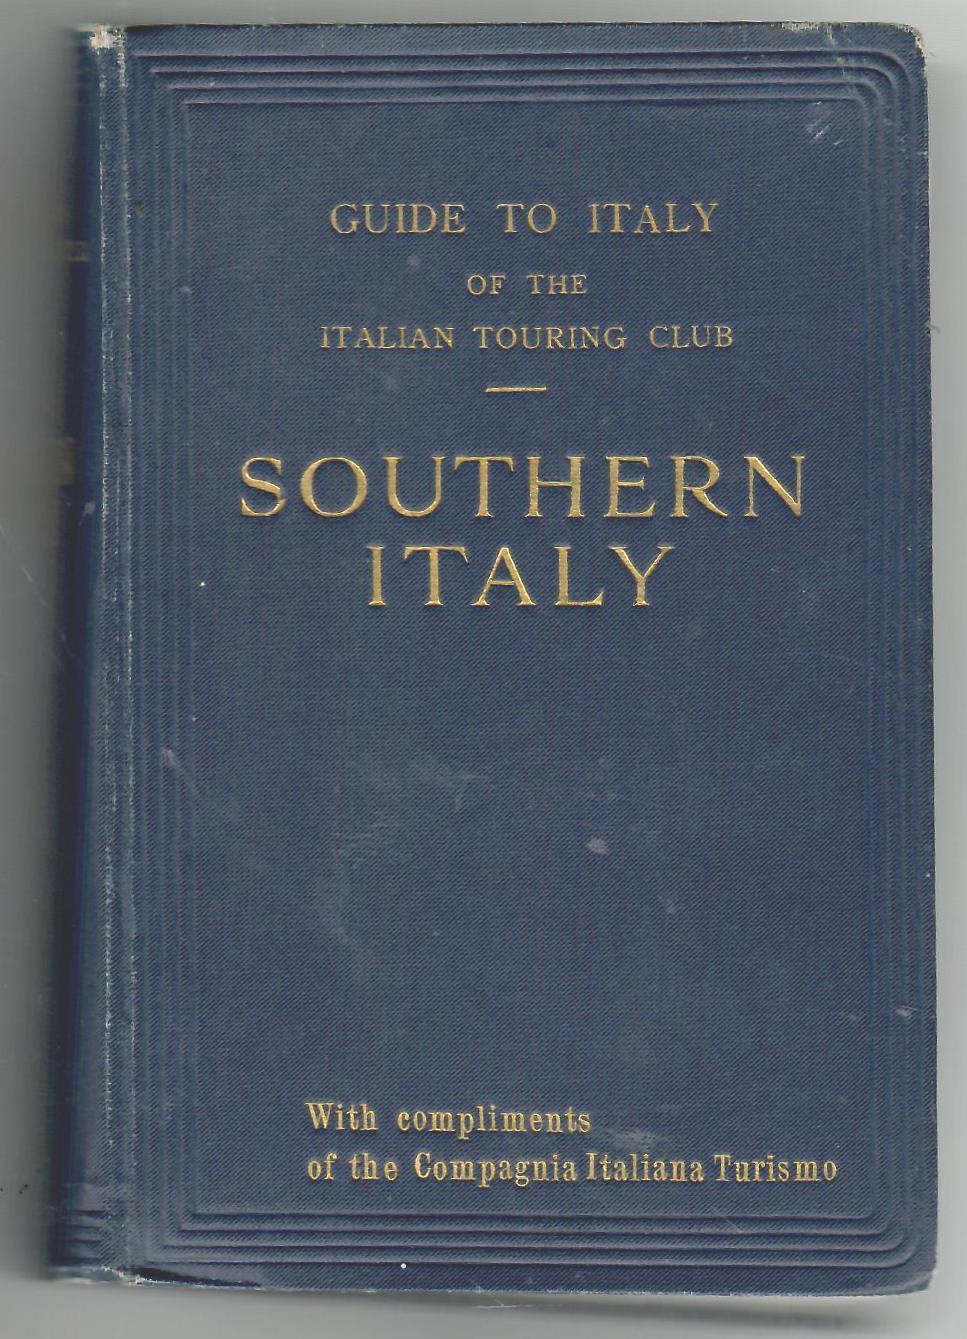 GUIDE TO ITALY
OF THE
ITALIAN TOURING CLUB
SOUTHERN
ITALY
With compliments
of the Compagnia Italiana Turismo